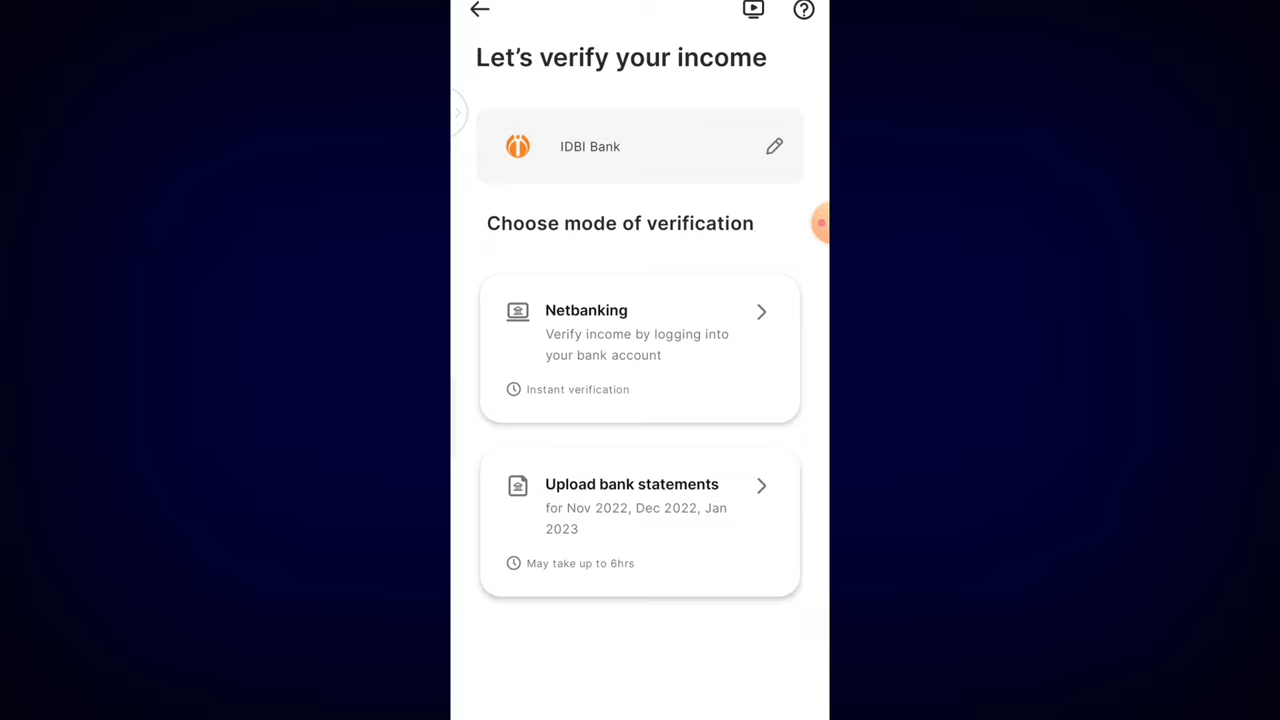 Let’s verify your income
IDBI Bank
Choose mode of verification
Netbanking
Verify income by logging into
your bank account
Instant verification
Upload bank statements
for Nov 2022, Dec 2022, Jan
2023
May take up to 6hrs